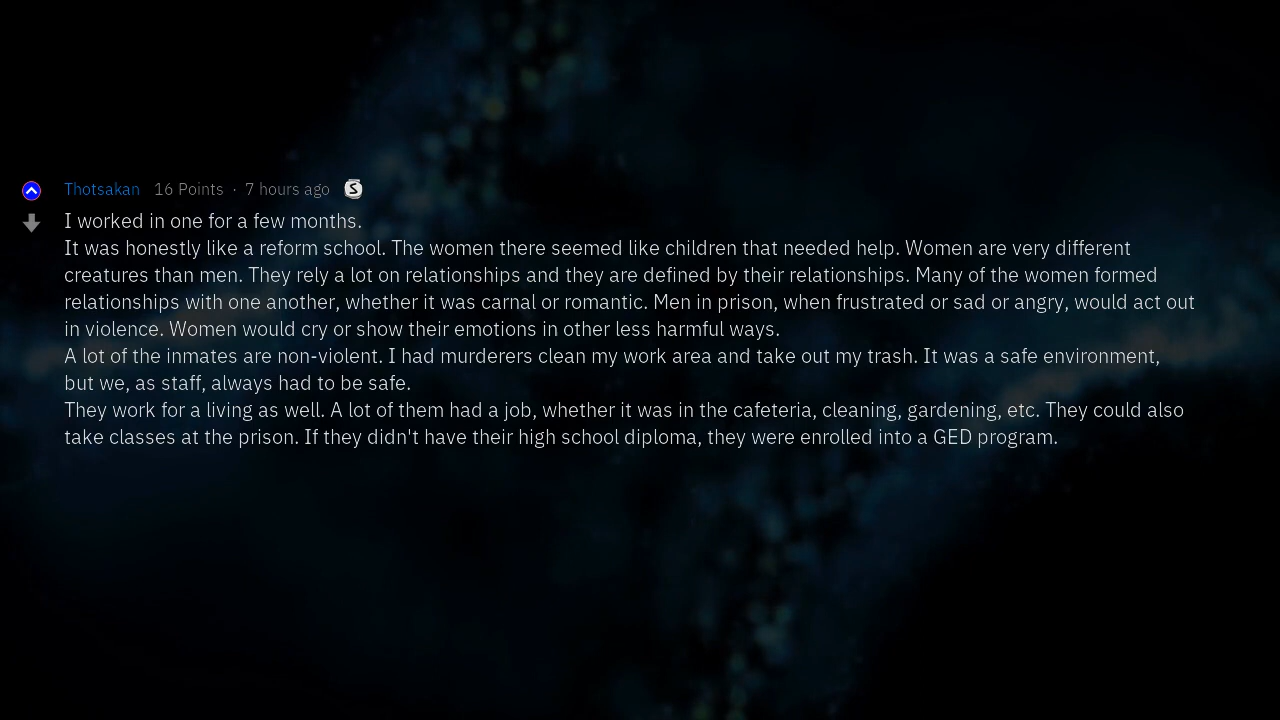 Thotsakan 16 Points · 7 hours ago S
I worked in one for a few months.
It was honestly like a reform school. The women there seemed like children that needed help. Women are very different
creatures than men. They rely a lot on relationships and they are defined by their relationships. Many of the women formed
relationships with one another, whether it was carnal or romantic. Men in prison, when frustrated or sad or angry, would act out
in violence. Women would cry or show their emotions in other less harmful ways.
A lot of the inmates are non-violent. I had murderers clean my work area and take out my trash. It was a safe environment,
but we, as staff, always had to be safe.
They work for a living as well. A lot of them had a job, whether it was in the cafeteria, cleaning, gardening, etc. They could also
take classes at the prison. If they didn't have their high school diploma, they were enrolled into a GED program.